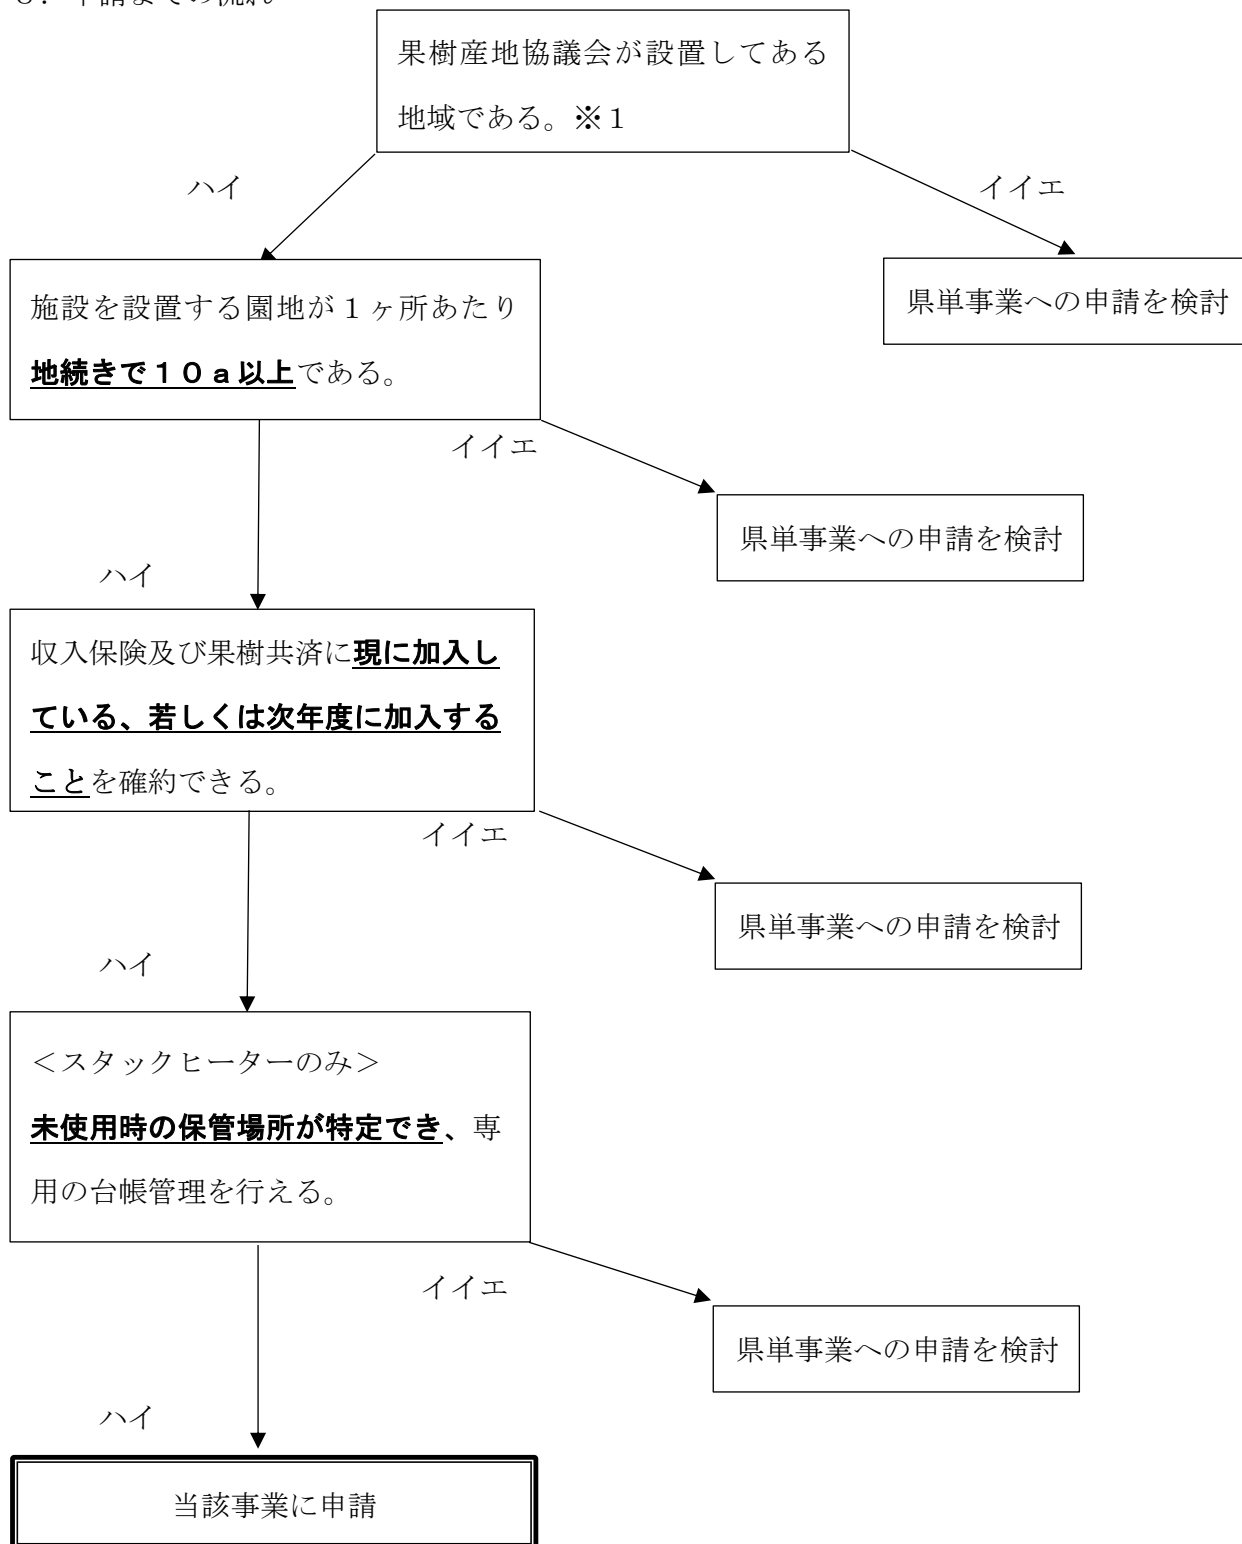 申請までの流れ
果樹産地協議会が設置してある
地域である。※１
ハイ
イイエ
施設を設置する園地が１ヶ所あたり
地続きで１０ａ以上である。
県単事業への申請を検討
イイエ
県単事業への申請を検討
ハイ
収入保険及び果樹共済に現に加入し
ている、若しくは次年度に加入する
ことを確約できる。
イイエ
県単事業への申請を検討
ハイ
＜スタックヒーターのみ＞
未使用時の保管場所が特定でき、専
用の台帳管理を行える。
イイエ
県単事業への申請を検討
ハイ
当該事業に申請